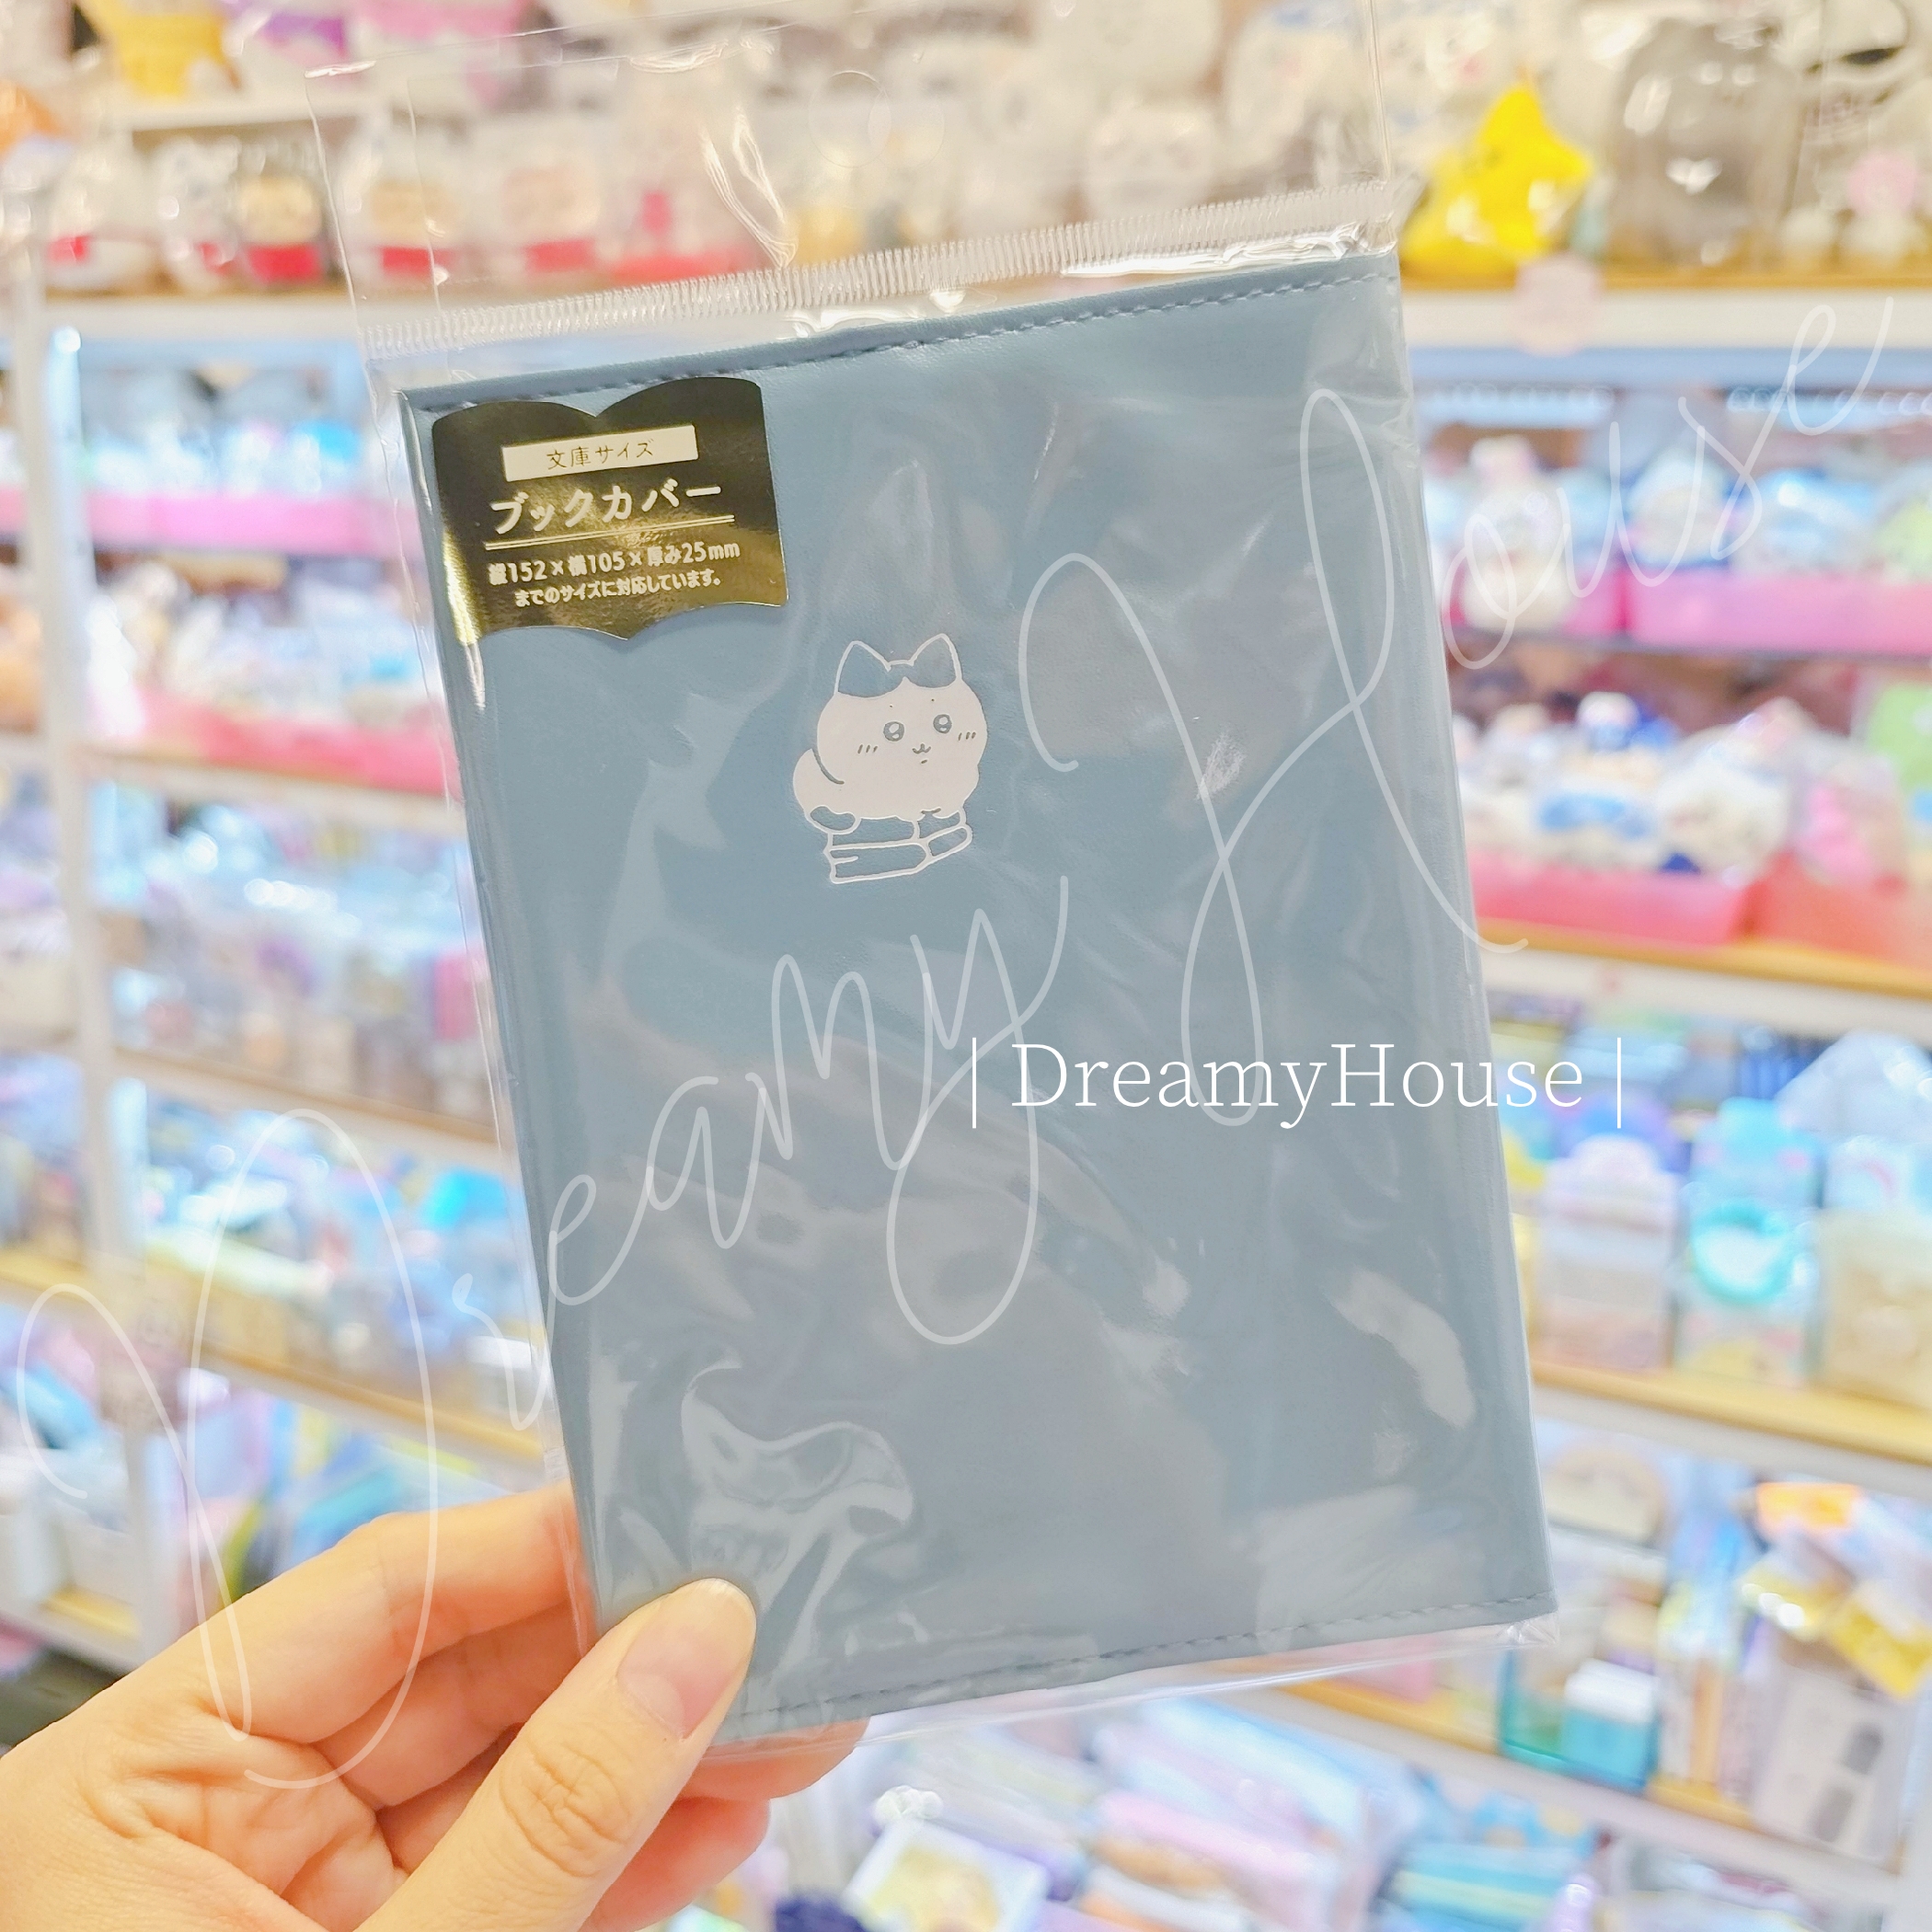 文庫サイズ
ブックカバー
縦152×横105×厚み25mm
までのサイズに対応しています。
Dreamy House
| DreamyHouse |